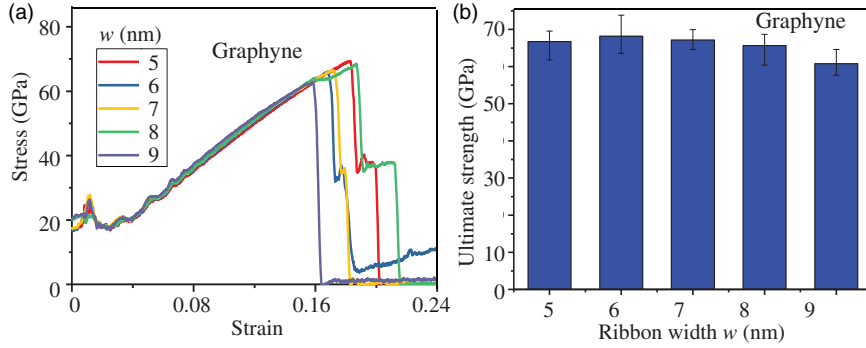 (a)
w (nm)
5
6
7
8
9
Graphyne
Stress (GPa)
80
60
40
20
0
0
0.08
0.16
0.24
Strain
(b)
Graphyne
Ultimate strength (GPa)
70
50
30
10
0
5
6
7
8
9
Ribbon width w (nm)